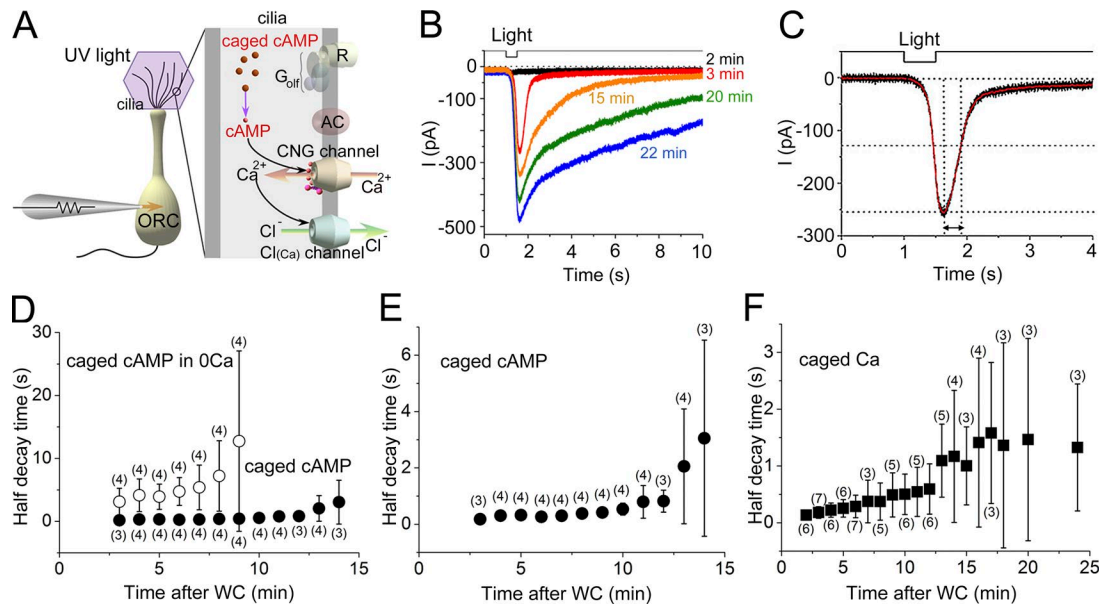 A
cilia
UV light
caged cAMP
R
Golf
cilia
cAMP
AC
CNG channel
Ca2+
Ca2+
ORC
Cl-
Cl-
Cl(Ca) channel
B
Light
2 min
3 min
15 min
20 min
22 min
I (pA)
-100
-300
-500
0 2 4 6 8 10
Time (s)
C
Light
I (pA)
0
-100
-200
-300
0 1 2 3 4
Time (s)
D
Half decay time (s)
30
20
10
0
caged cAMP in 0Ca
(4)
(4) (4) (4) (4) (4) (4)
caged cAMP
(3) (4) (4) (4) (4) (4) (4) (4) (4) (3) (4) (3)
0 5 10 15
Time after WC (min)
E
Half decay time (s)
6
4
2
0
caged cAMP
(3)
(4)
(3) (4) (4) (4) (4) (4) (4) (4) (4) (3)
0 5 10 15
Time after WC (min)
F
Half decay time (s)
3
2
1
0
caged Ca
(3) (3)
(4)
(4) (3)
(5) (3)
(3) (5) (5)
(7) (6)
(6) (6) (7) (5) (6) (6) (3)
0 5 10 15 20 25
Time after WC (min)